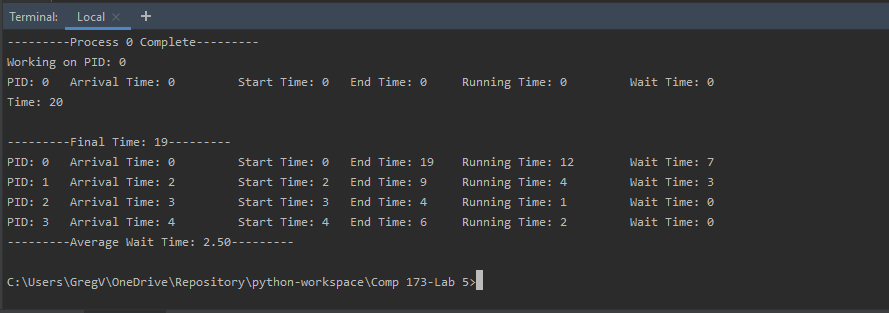 Terminal: Local × +
---------Process 0 Complete---------
Working on PID: 0
PID: 0 Arrival Time: 0 Start Time: 0 End Time: 0 Running Time: 0 Wait Time: 0
Time: 20
---------Final Time: 19---------
PID: 0 Arrival Time: 0 Start Time: 0 End Time: 19 Running Time: 12 Wait Time: 7
PID: 1 Arrival Time: 2 Start Time: 2 End Time: 9 Running Time: 4 Wait Time: 3
PID: 2 Arrival Time: 3 Start Time: 3 End Time: 4 Running Time: 1 Wait Time: 0
PID: 3 Arrival Time: 4 Start Time: 4 End Time: 6 Running Time: 2 Wait Time: 0
---------Average Wait Time: 2.50---------
C:\Users\GregV\OneDrive\Repository\python-workspace\Comp 173-Lab 5>